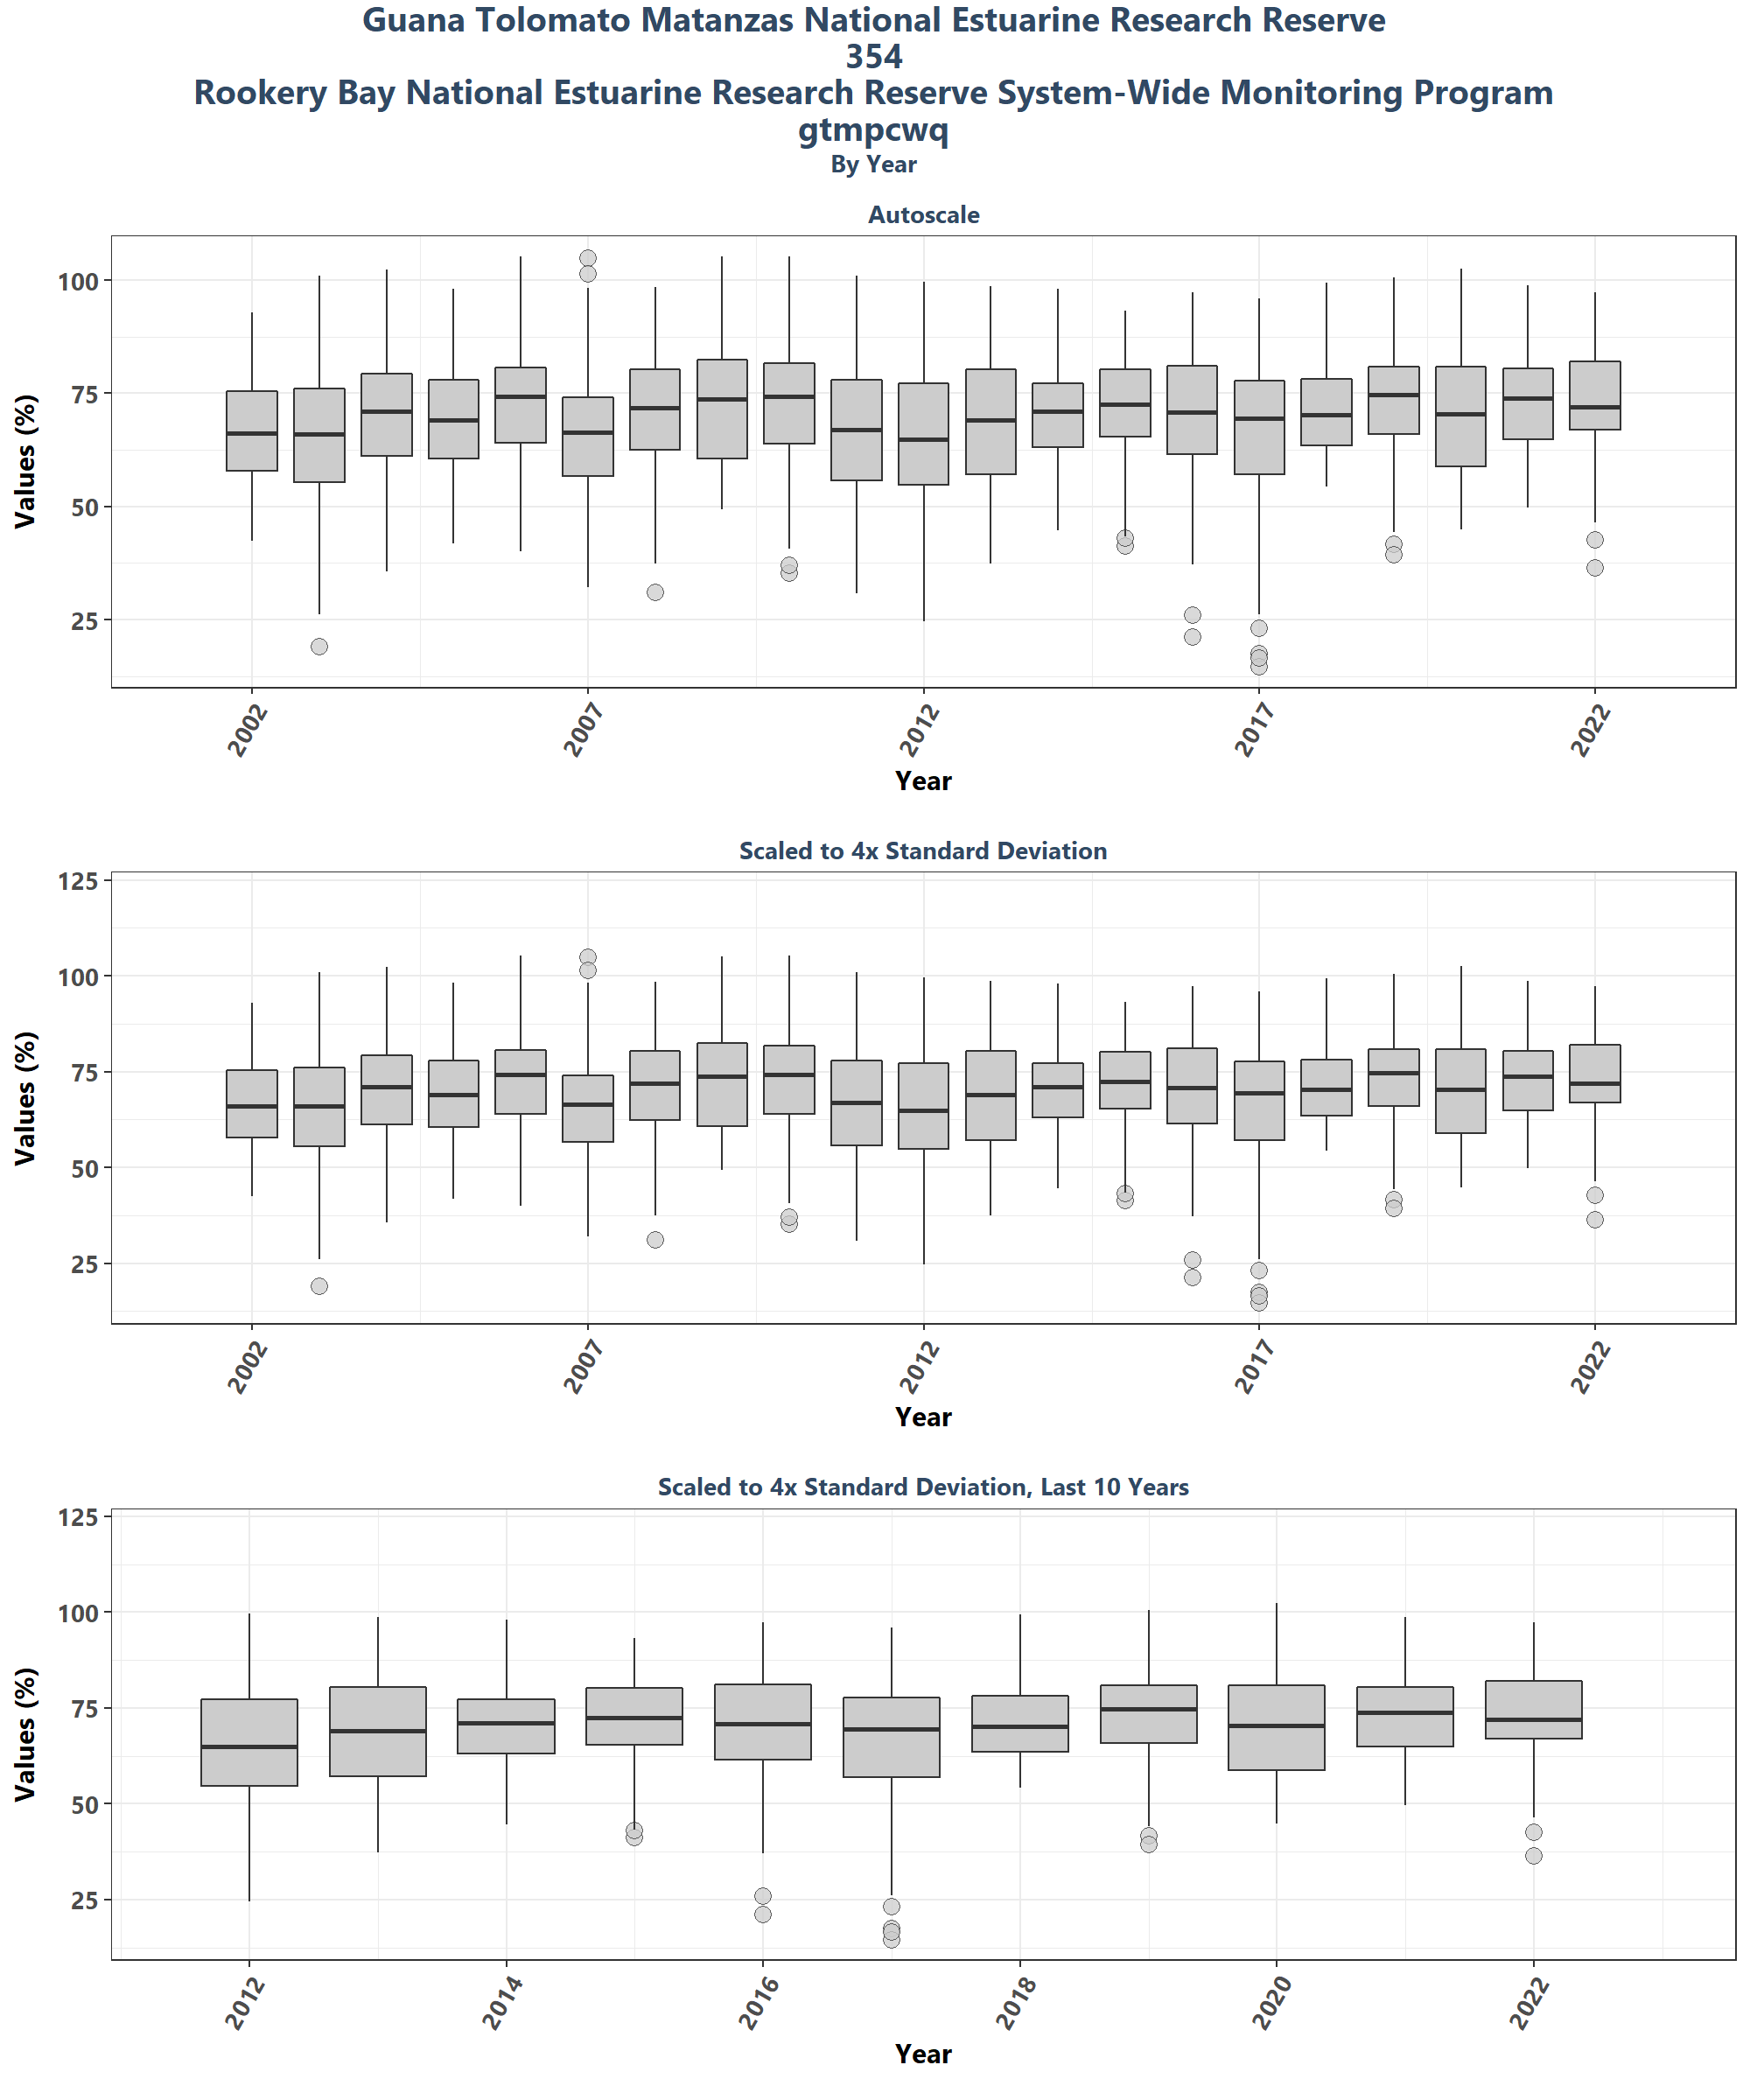 Guana Tolomato Matanzas National Estuarine Research Reserve
354
Rookery Bay National Estuarine Research Reserve System-Wide Monitoring Program
gtmpcwq
By Year
Autoscale
Values (%)
100
75
50
25
2002 2007 2012 2017 2022
Year
Scaled to 4x Standard Deviation
Values (%)
125
100
75
50
25
2002 2007 2012 2017 2022
Year
Scaled to 4x Standard Deviation, Last 10 Years
Values (%)
125
100
75
50
25
2012 2014 2016 2018 2020 2022
Year